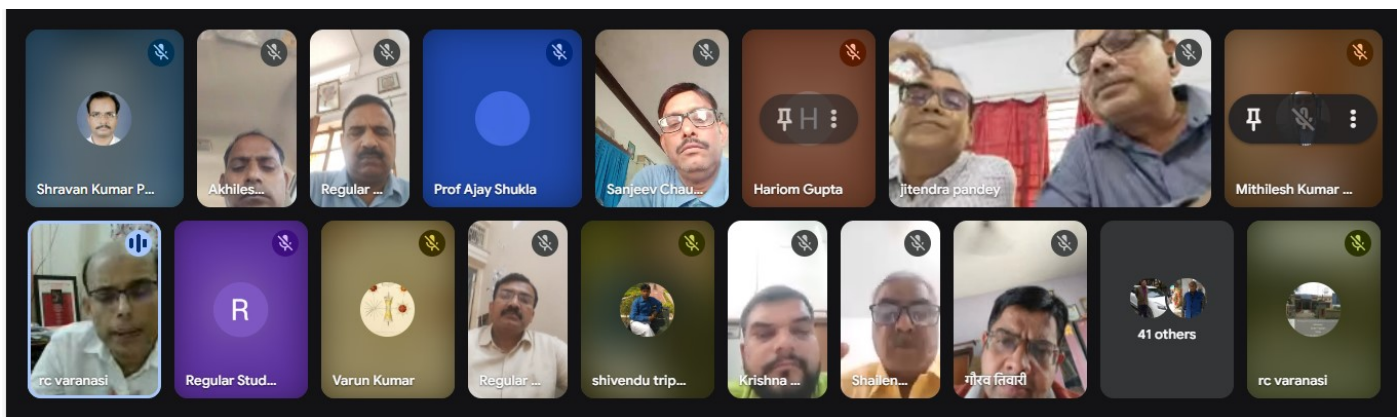 Shravan Kumar P...
Akhiles...
Regular ...
Prof Ajay Shukla
Sanjeev Chau...
H
Hariom Gupta
jitendra pandey
Mithilesh Kumar ...
rc varanasi
R
Regular Stud...
Varun Kumar
Regular ...
shivendu trip...
Krishna ...
Shailen...
गौरव तिवारी
41 others
rc varanasi